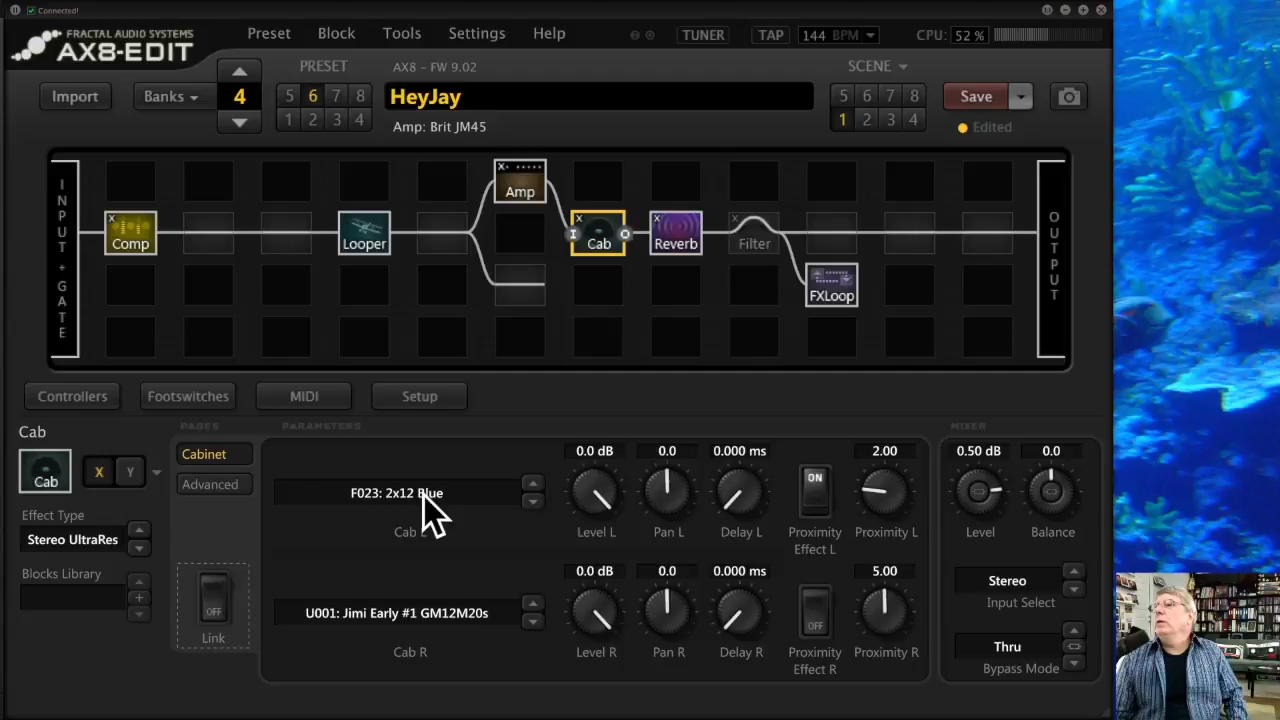 Connected!
FRACTAL AUDIO SYSTEMS
AX8-EDIT
Preset Block Tools Settings Help
TUNER TAP 144 BPM CPU: 52 %
PRESET AX8 - FW 9.02 SCENE
Import Banks 4
5 6 7 8
1 2 3 4
HeyJay
Amp: Brit JM45
5 6 7 8
1 2 3 4
Save
Edited
INPUT + GATE
X Amp
X Comp
Looper
X Cab
X Reverb
X Filter
FXLoop
OUTPUT
Controllers Footswitches MIDI Setup
Cab PAGES PARAMETERS MIXER
Cab X Y
Effect Type
Stereo UltraRes
Blocks Library
Cabinet
Advanced
OFF
Link
F023: 2x12 Blue
Cab L
0.0 dB 0.0 0.000 ms ON 2.00
Level L Pan L Delay L Proximity Effect L Proximity L
U001: Jimi Early #1 GM12M20s
Cab R
0.0 dB 0.0 0.000 ms OFF 5.00
Level R Pan R Delay R Proximity Effect R Proximity R
0.50 dB 0.0
Level Balance
Stereo
Input Select
Thru
Bypass Mode